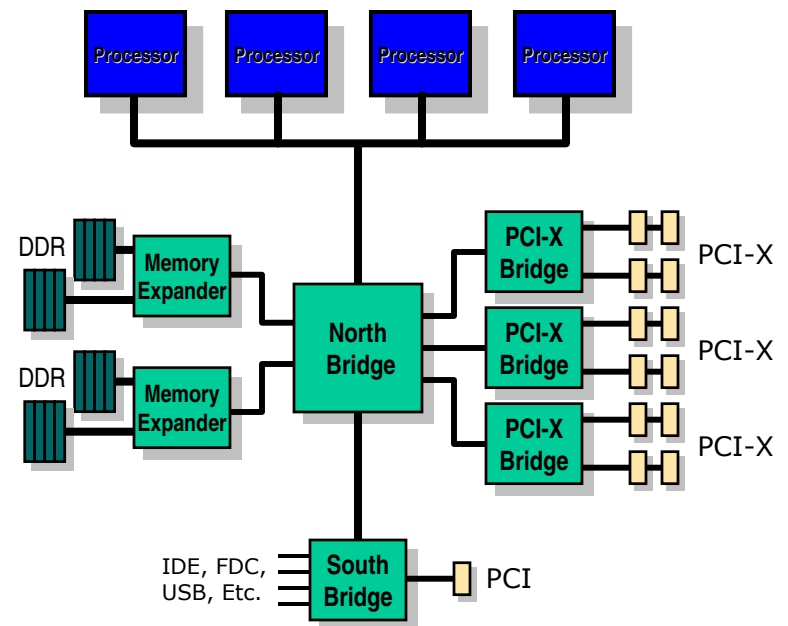 Processor
Processor
Processor
Processor
DDR
Memory
Expander
PCI-X
Bridge
PCI-X
North
Bridge
PCI-X
Bridge
PCI-X
DDR
Memory
Expander
PCI-X
Bridge
PCI-X
IDE, FDC,
USB, Etc.
South
Bridge
PCI